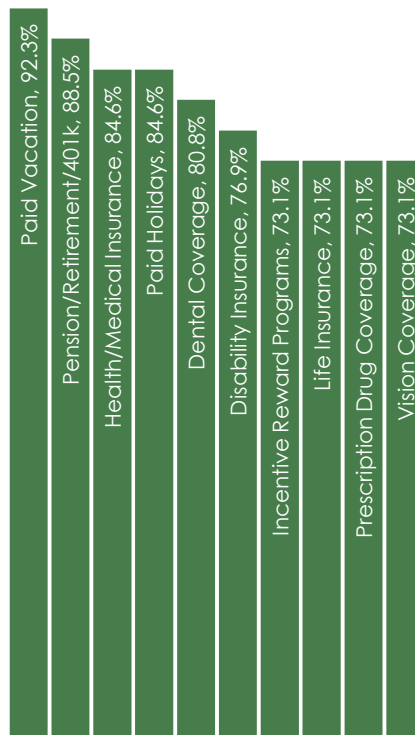 Paid Vacation, 92.3%
Pension/Retirement/401k, 88.5%
Health/Medical Insurance, 84.6%
Paid Holidays, 84.6%
Dental Coverage, 80.8%
Disability Insurance, 76.9%
Incentive Reward Programs, 73.1%
Life Insurance, 73.1%
Prescription Drug Coverage, 73.1%
Vision Coverage, 73.1%